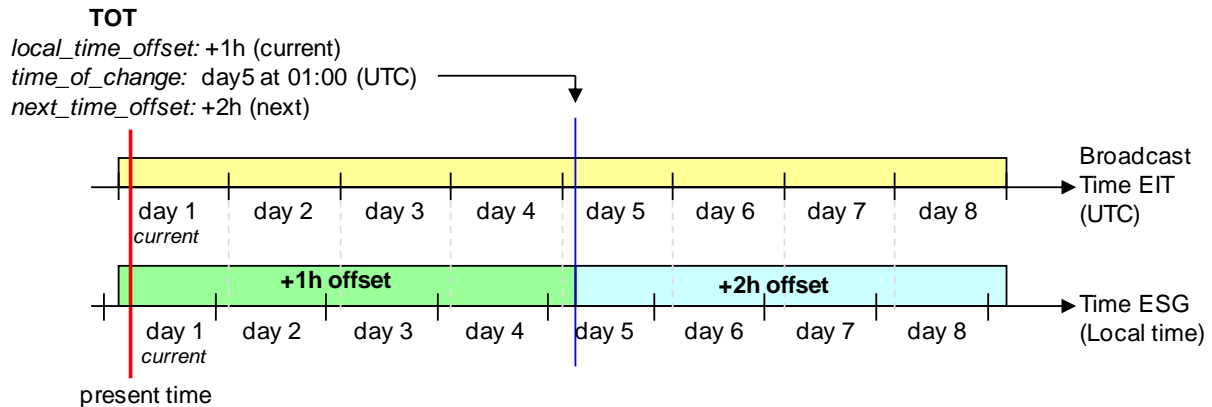 TOT
local_time_offset: +1h (current)
time_of_change: day5 at 01:00 (UTC)
next_time_offset: +2h (next)
Broadcast
Time EIT
(UTC)
day 1
day 2
day 3
day 4
day 5
day 6
day 7
day 8
current
+1h offset
+2h offset
Time ESG
(Local time)
day 1
day 2
day 3
day 4
day 5
day 6
day 7
day 8
current
present time